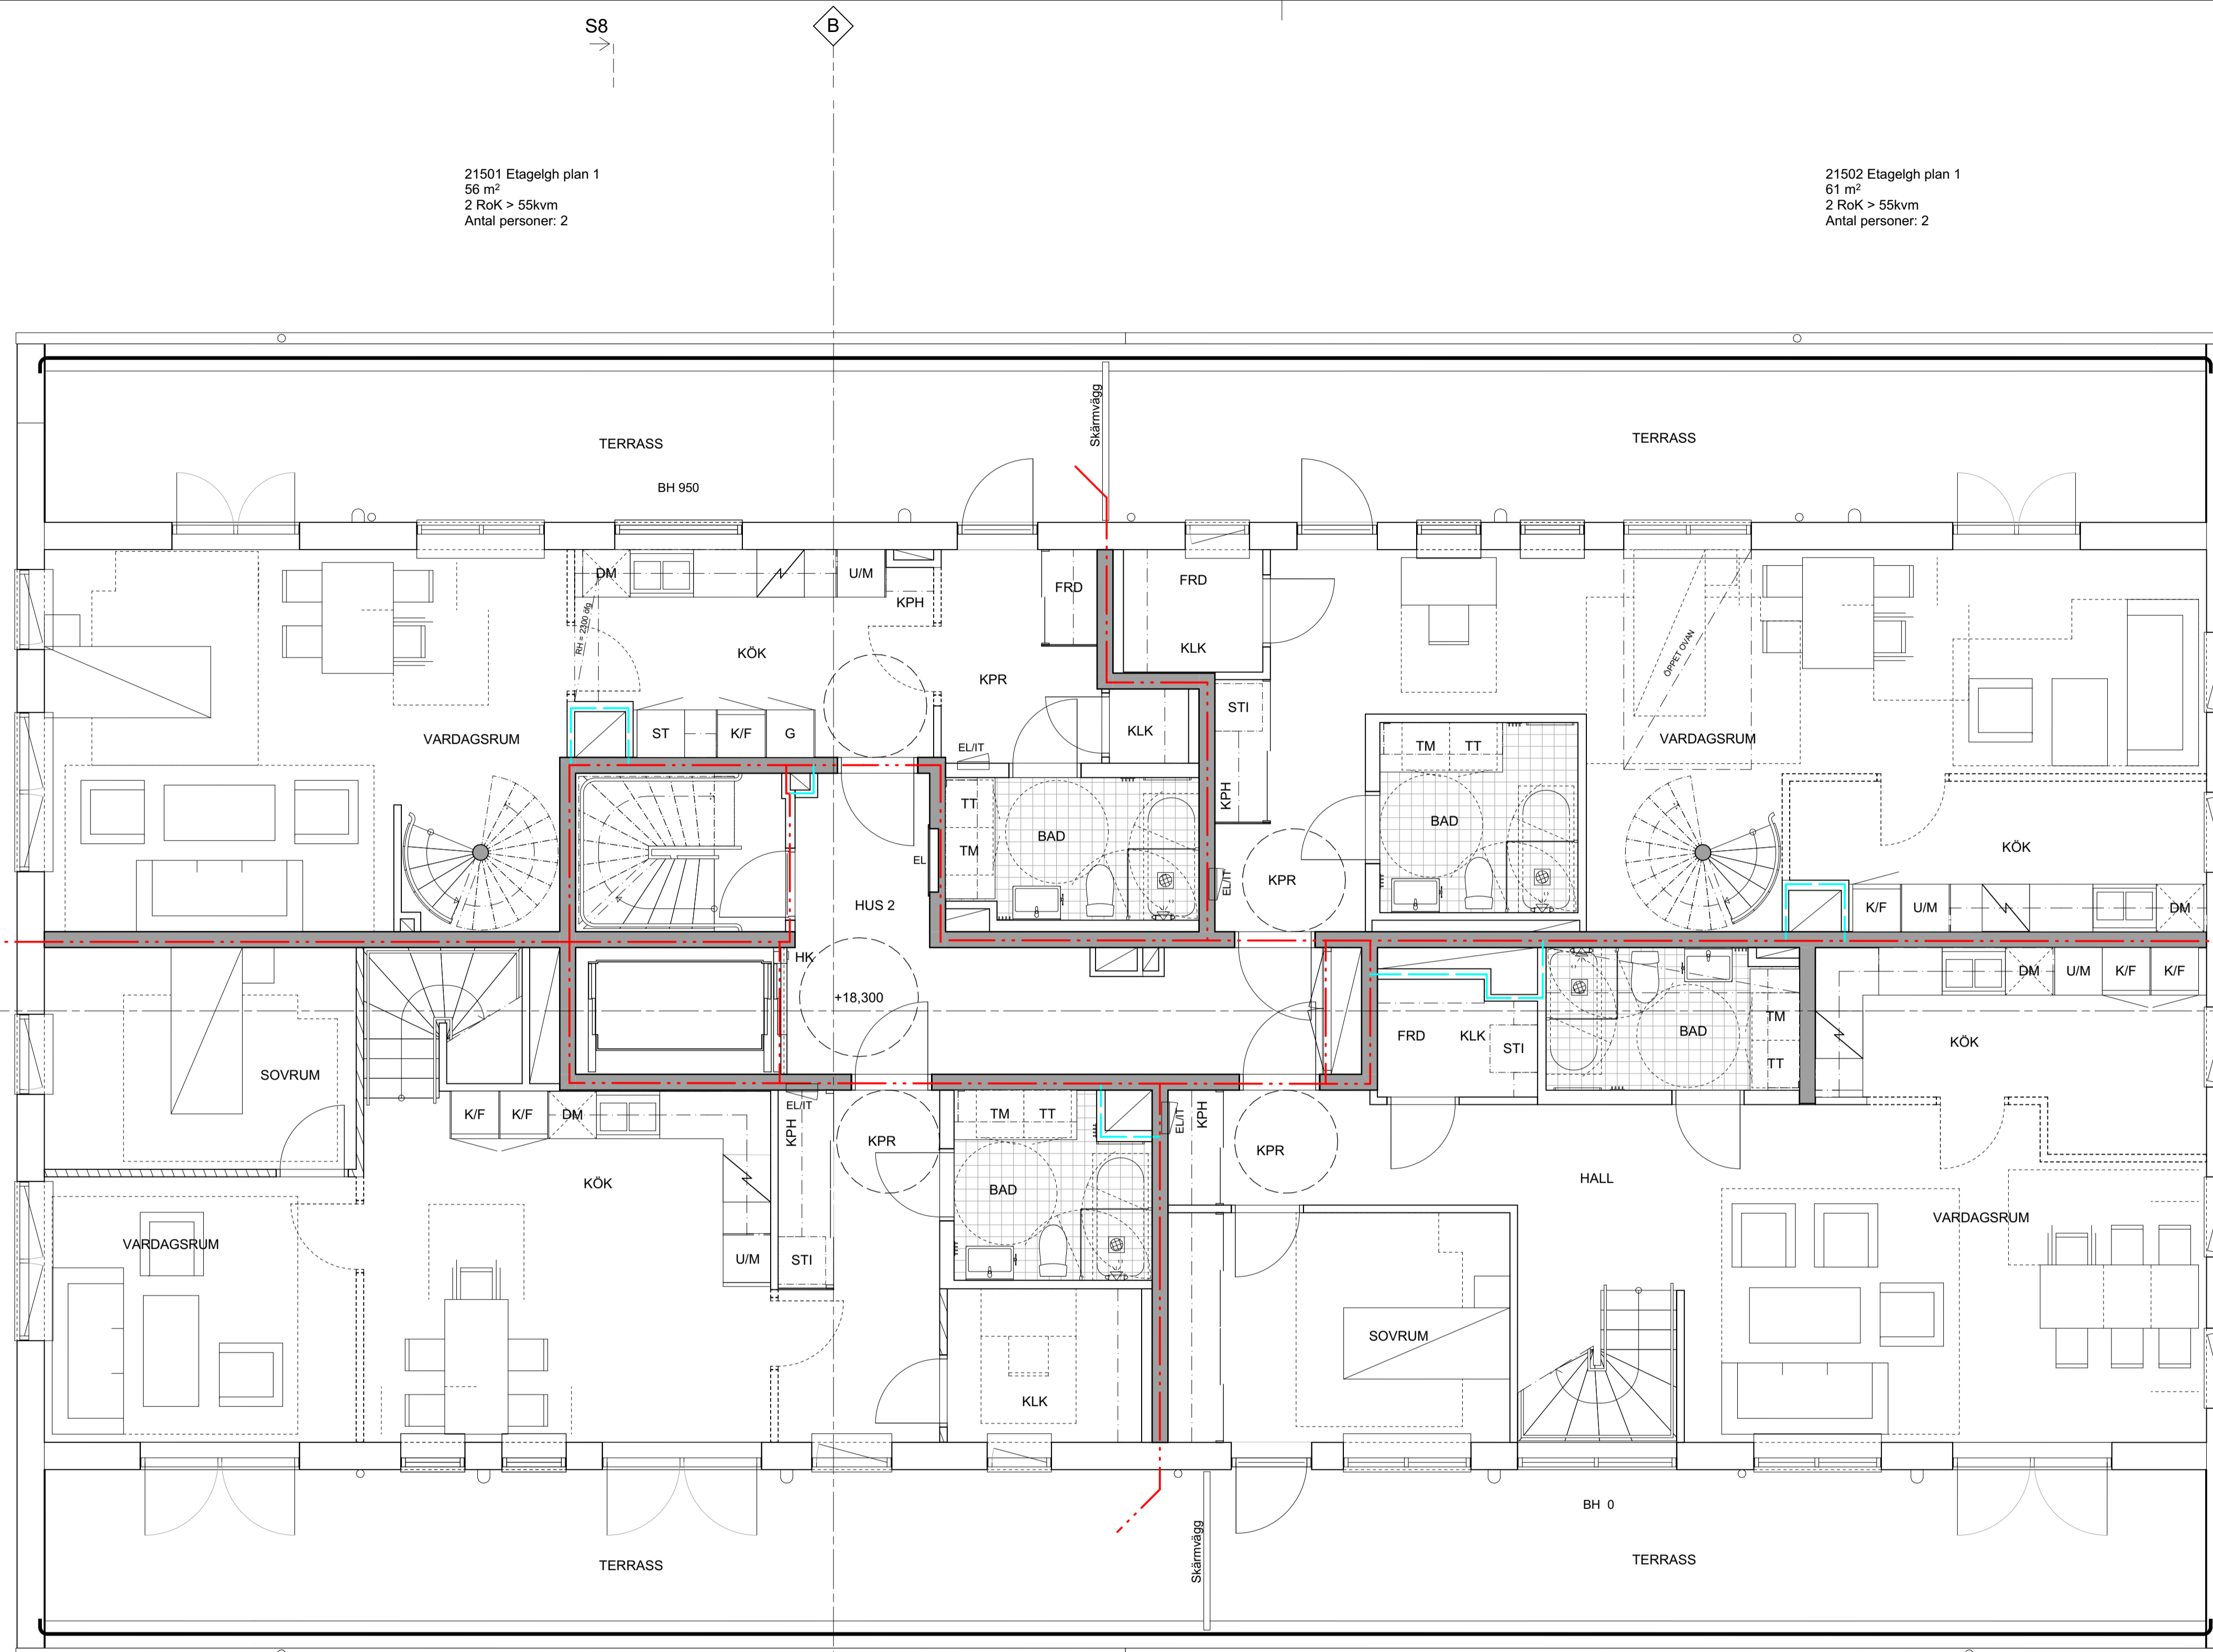 S8
B
21501 Etagelgh plan 1
56 m²
2 RoK > 55kvm
Antal personer: 2
21502 Etagelgh plan 1
61 m²
2 RoK > 55kvm
Antal personer: 2
Skärmvägg
TERRASS
TERRASS
BH 950
DM
U/M
KPH
FRD
FRD
RH = 2300 öfg
KÖK
KLK
ÖPPET OVAN
KPR
STI
ST
K/F
G
KLK
VARDAGSRUM
VARDAGSRUM
EL/IT
TM
TT
KPH
TT
BAD
BAD
TM
EL
KÖK
EL/IT
KPR
HUS 2
K/F
U/M
DM
HK
+18,300
DM
U/M
K/F
K/F
FRD
KLK
STI
BAD
TM
TT
KÖK
SOVRUM
K/F
K/F
DM
EL/IT
KPH
TM
TT
EL/IT
KPH
KPR
KPR
KÖK
BAD
HALL
VARDAGSRUM
VARDAGSRUM
U/M
STI
SOVRUM
KLK
BH 0
Skärmvägg
TERRASS
TERRASS